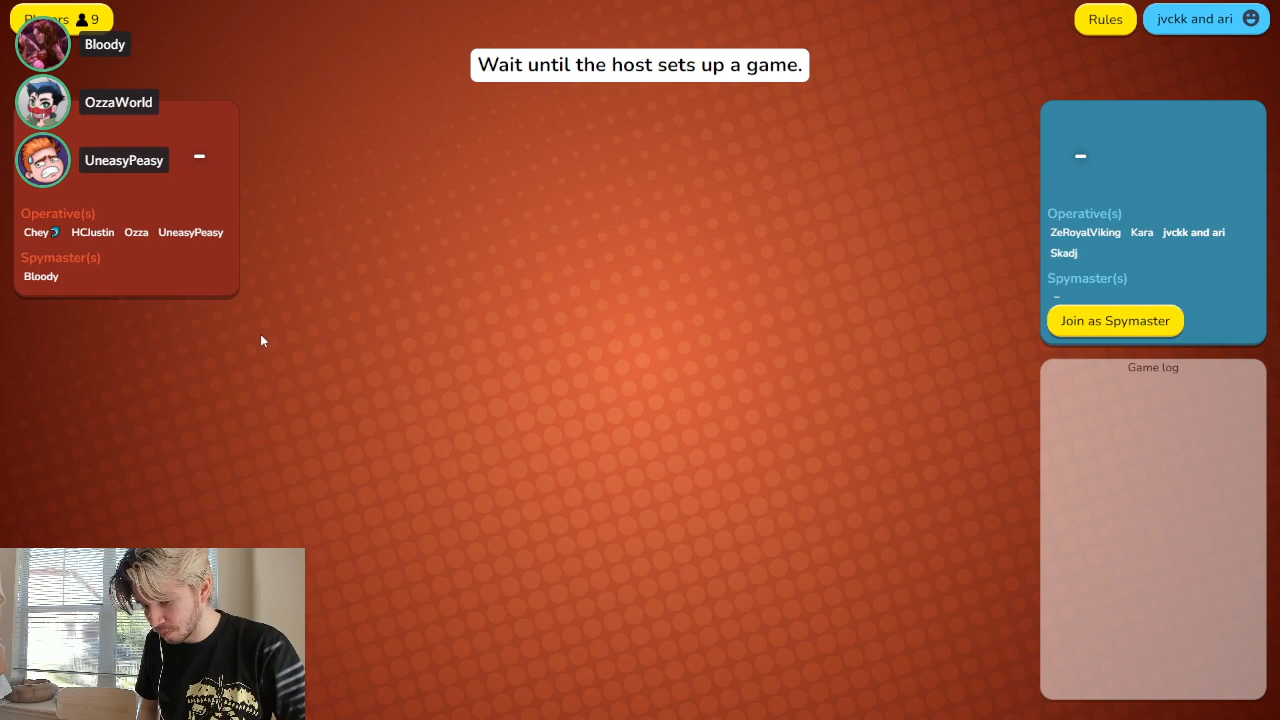 Players 9
Rules
jvckk and ari
Bloody
OzzaWorld
UneasyPeasy
-
Operative(s)
Chey HCJustin Ozza UneasyPeasy
Spymaster(s)
Bloody
Wait until the host sets up a game.
-
Operative(s)
ZeRoyalViking Kara jvckk and ari
Skadj
Spymaster(s)
-
Join as Spymaster
Game log